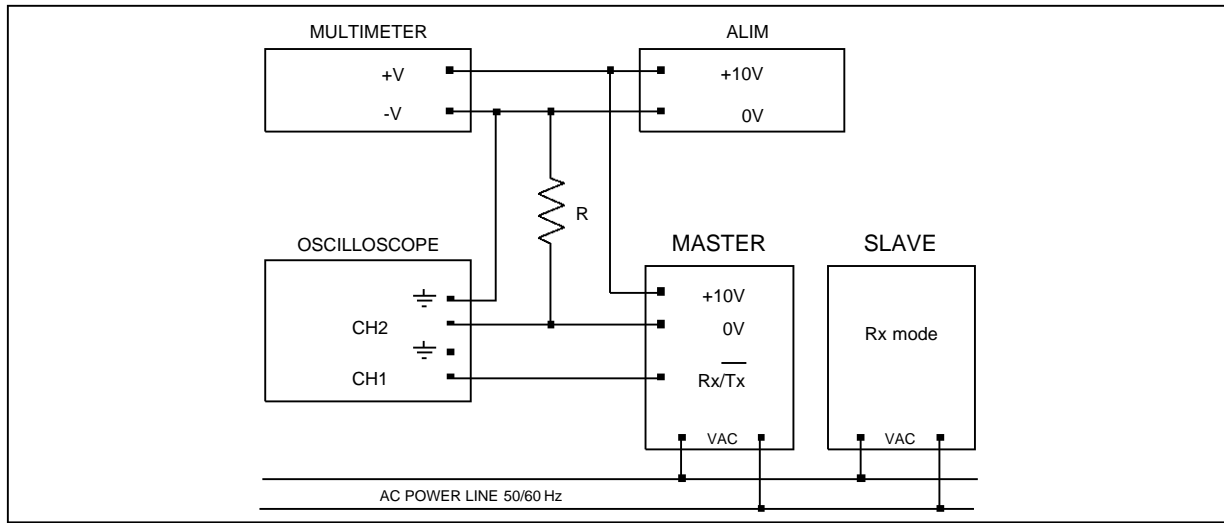 MULTIMETER
+V
-V
ALIM
+10V
0V
R
OSCILLOSCOPE
CH2
CH1
MASTER
+10V
0V
Rx/T̅x̅
VAC
SLAVE
Rx mode
VAC
AC POWER LINE 50/60 Hz